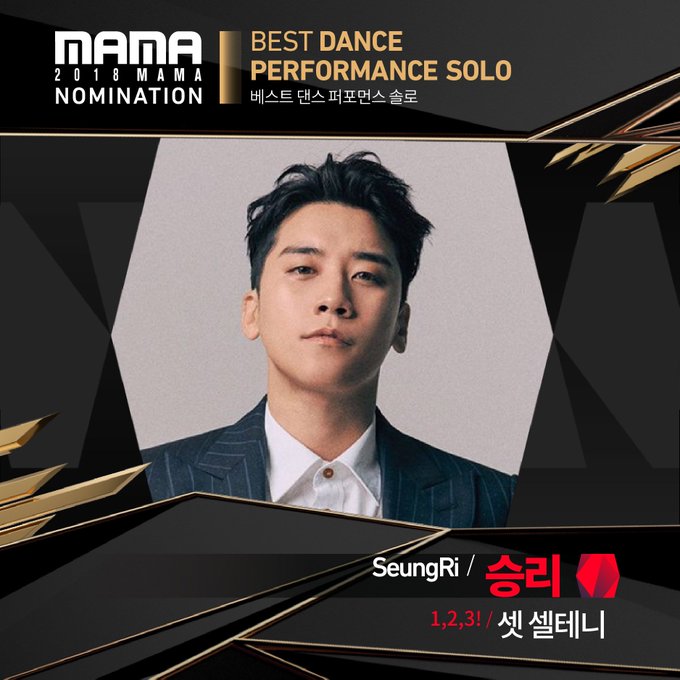 MAMA
2018 MAMA
NOMINATION
BEST DANCE
PERFORMANCE SOLO
베스트 댄스 퍼포먼스 솔로
SeungRi / 승리
1,2,3! / 셋 셀테니